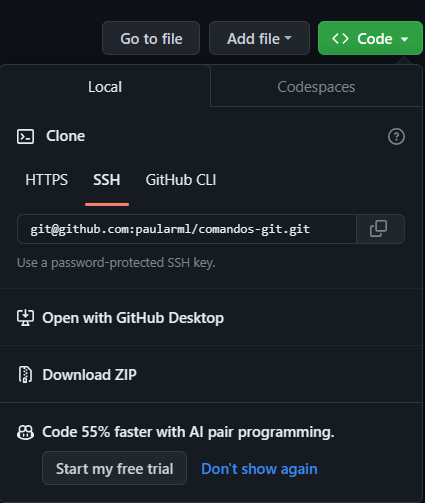 Go to file Add file Code
Local Codespaces
Clone
HTTPS SSH GitHub CLI
git@github.com:paularml/comandos-git.git
Use a password-protected SSH key.
Open with GitHub Desktop
Download ZIP
Code 55% faster with AI pair programming.
Start my free trial Don't show again